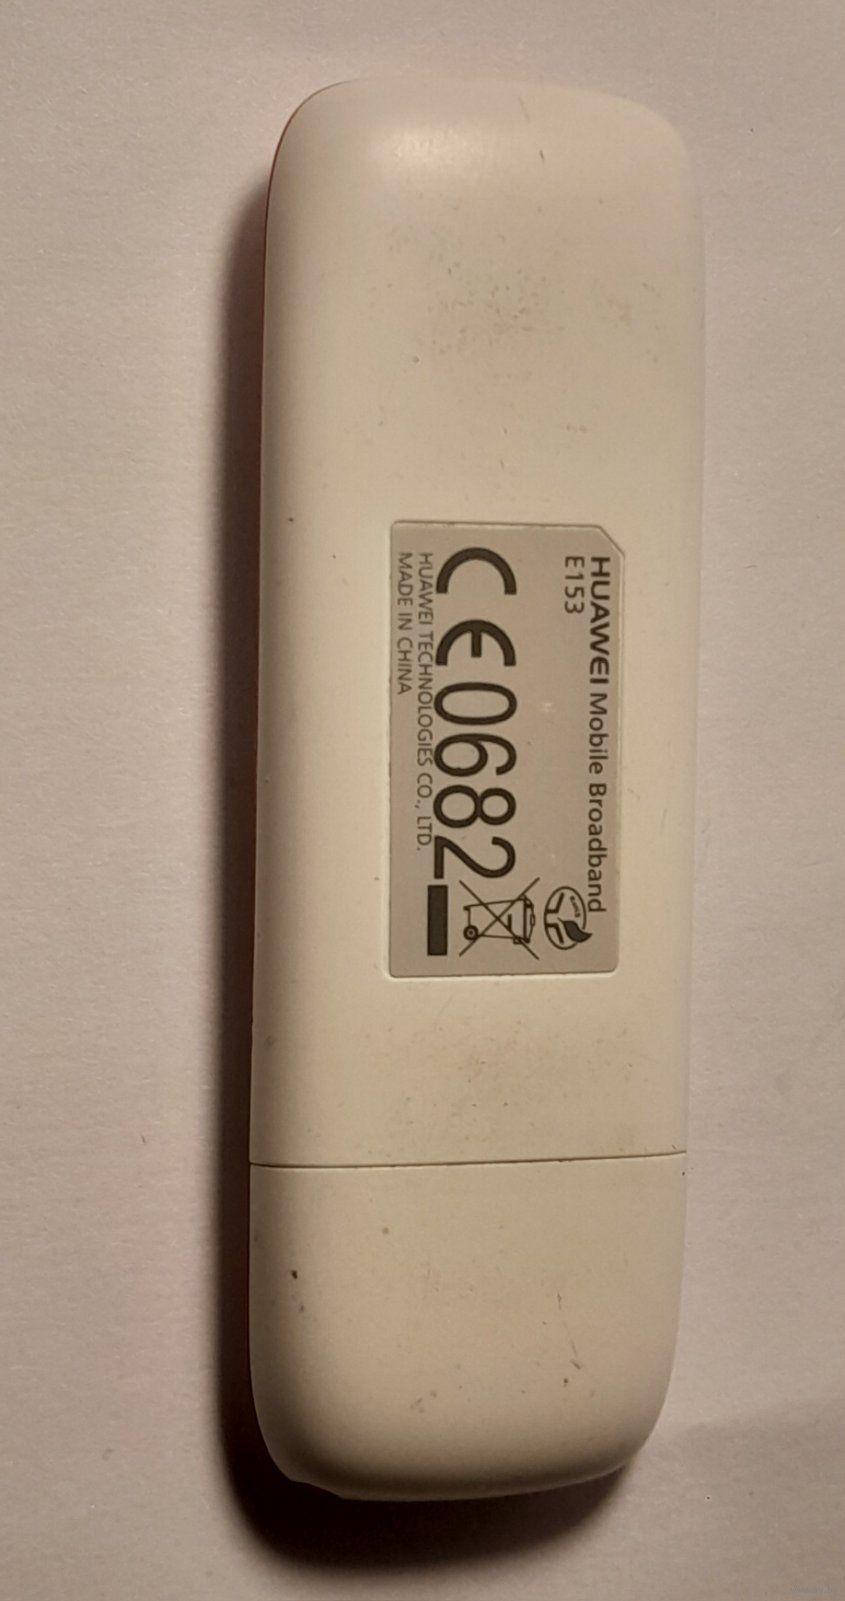 HUAWEI Mobile Broadband
E153
CE0682
HUAWEI TECHNOLOGIES CO., LTD.
MADE IN CHINA